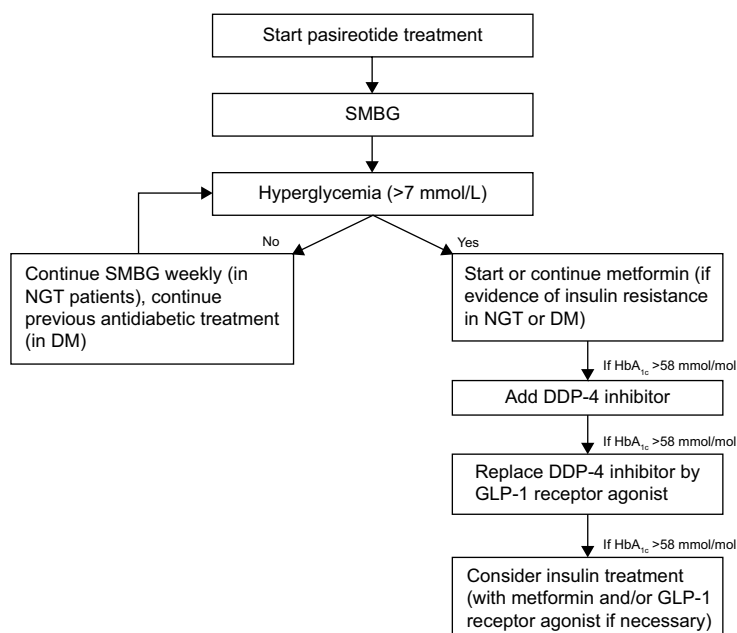 Start pasireotide treatment
SMBG
Hyperglycemia (>7 mmol/L)
No
Yes
Continue SMBG weekly (in
NGT patients), continue
previous antidiabetic treatment
(in DM)
Start or continue metformin (if
evidence of insulin resistance
in NGT or DM)
If HbA1c >58 mmol/mol
Add DDP-4 inhibitor
If HbA1c >58 mmol/mol
Replace DDP-4 inhibitor by
GLP-1 receptor agonist
If HbA1c >58 mmol/mol
Consider insulin treatment
(with metformin and/or GLP-1
receptor agonist if necessary)